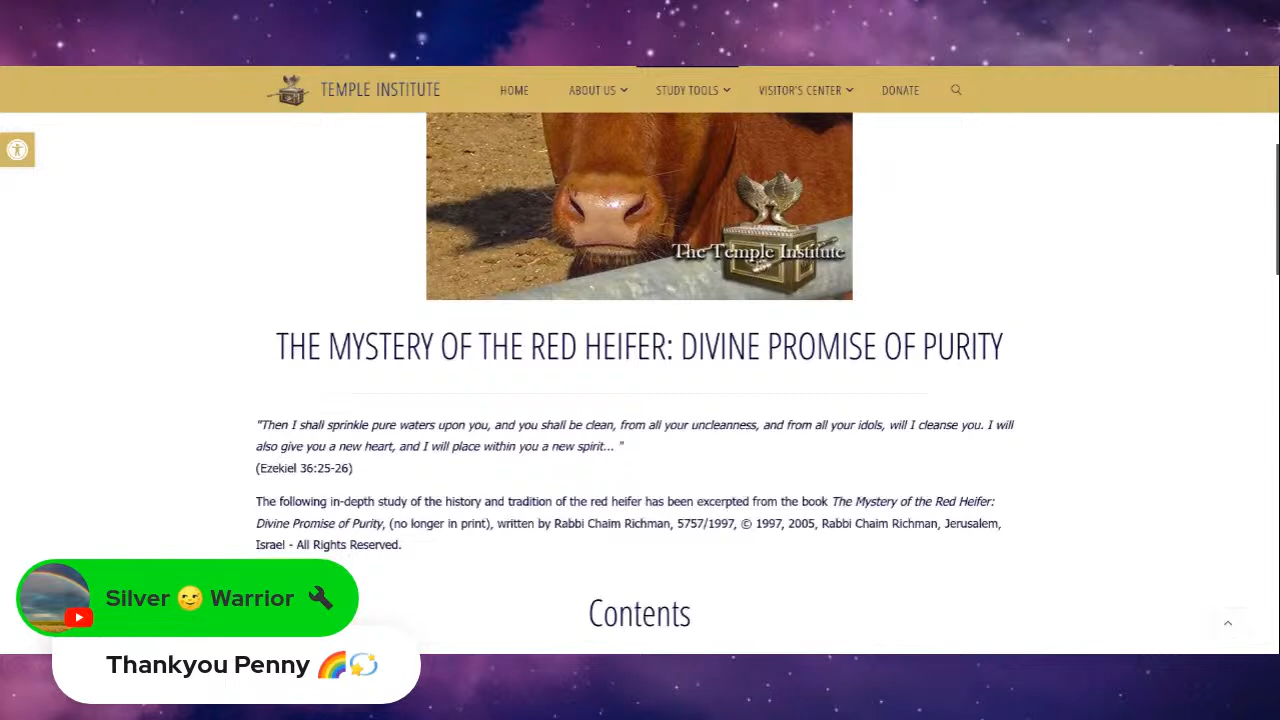 TEMPLE INSTITUTE
HOME
ABOUT US
STUDY TOOLS
VISITOR'S CENTER
DONATE
The Temple Institute
THE MYSTERY OF THE RED HEIFER: DIVINE PROMISE OF PURITY
"Then I shall sprinkle pure waters upon you, and you shall be clean, from all your uncleanness, and from all your idols, will I cleanse you. I will
also give you a new heart, and I will place within you a new spirit... "
(Ezekiel 36:25-26)
The following in-depth study of the history and tradition of the red heifer has been excerpted from the book The Mystery of the Red Heifer:
Divine Promise of Purity, (no longer in print), written by Rabbi Chaim Richman, 5757/1997, © 1997, 2005, Rabbi Chaim Richman, Jerusalem,
Israel - All Rights Reserved.
Contents
Silver 🌝 Warrior 🔧
Thankyou Penny 🌈💫